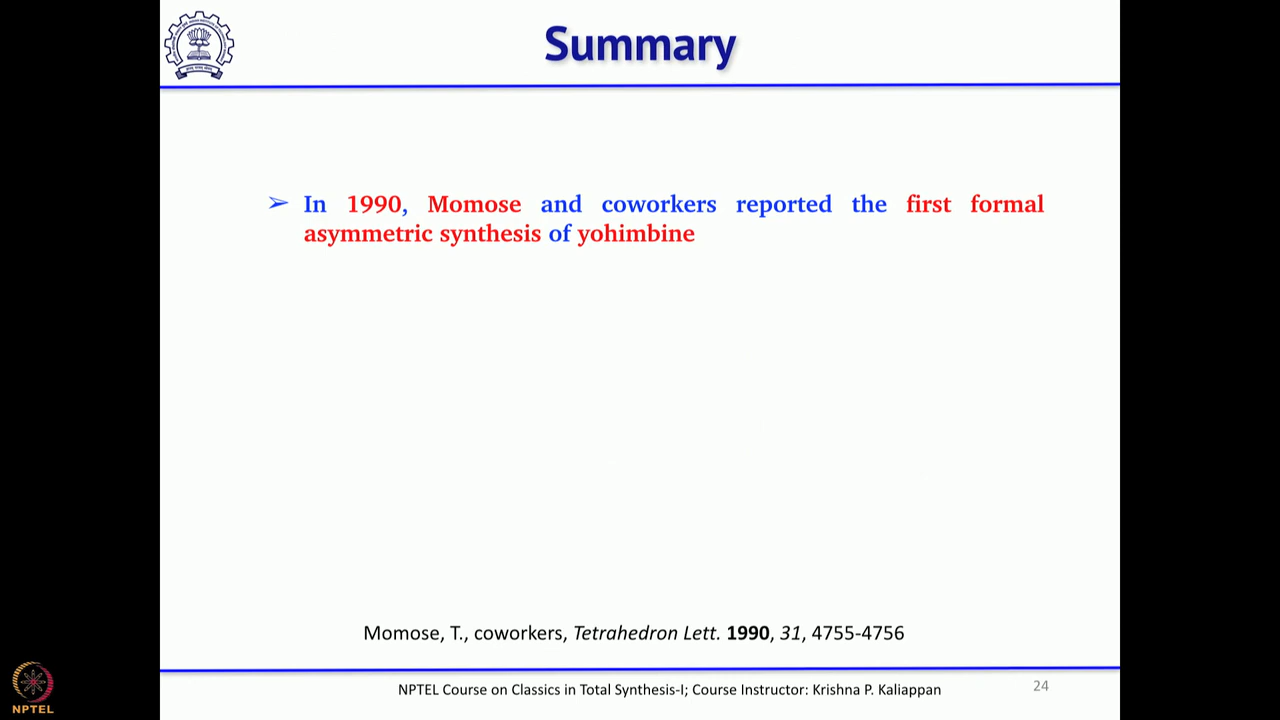 Summary
➢ In 1990, Momose and coworkers reported the first formal
asymmetric synthesis of yohimbine
Momose, T., coworkers, Tetrahedron Lett. 1990, 31, 4755-4756
NPTEL Course on Classics in Total Synthesis-I; Course Instructor: Krishna P. Kaliappan
24
NPTEL